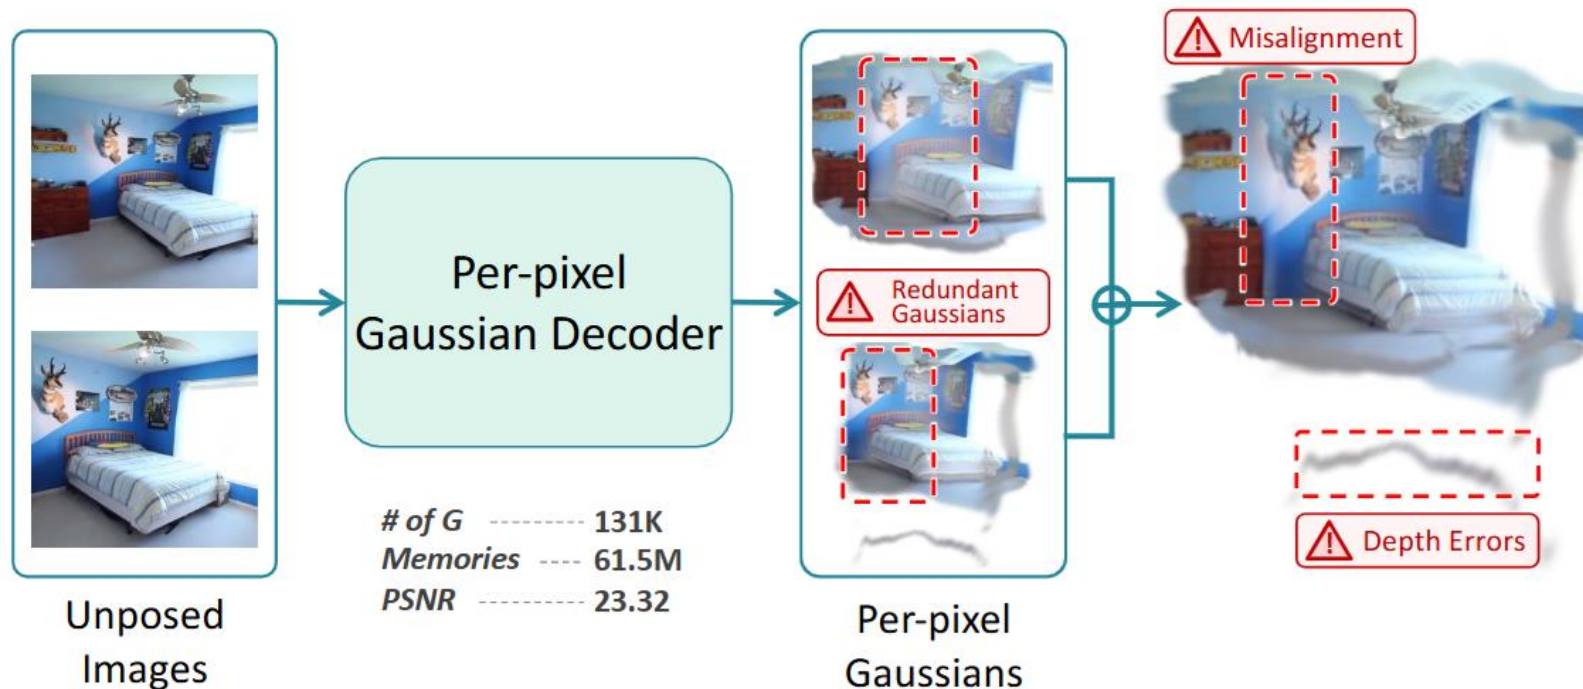 Misalignment
Redundant
Gaussians
Per-pixel
Gaussian Decoder
Depth Errors
# of G 131K
Memories 61.5M
PSNR 23.32
Unposed
Images
Per-pixel
Gaussians